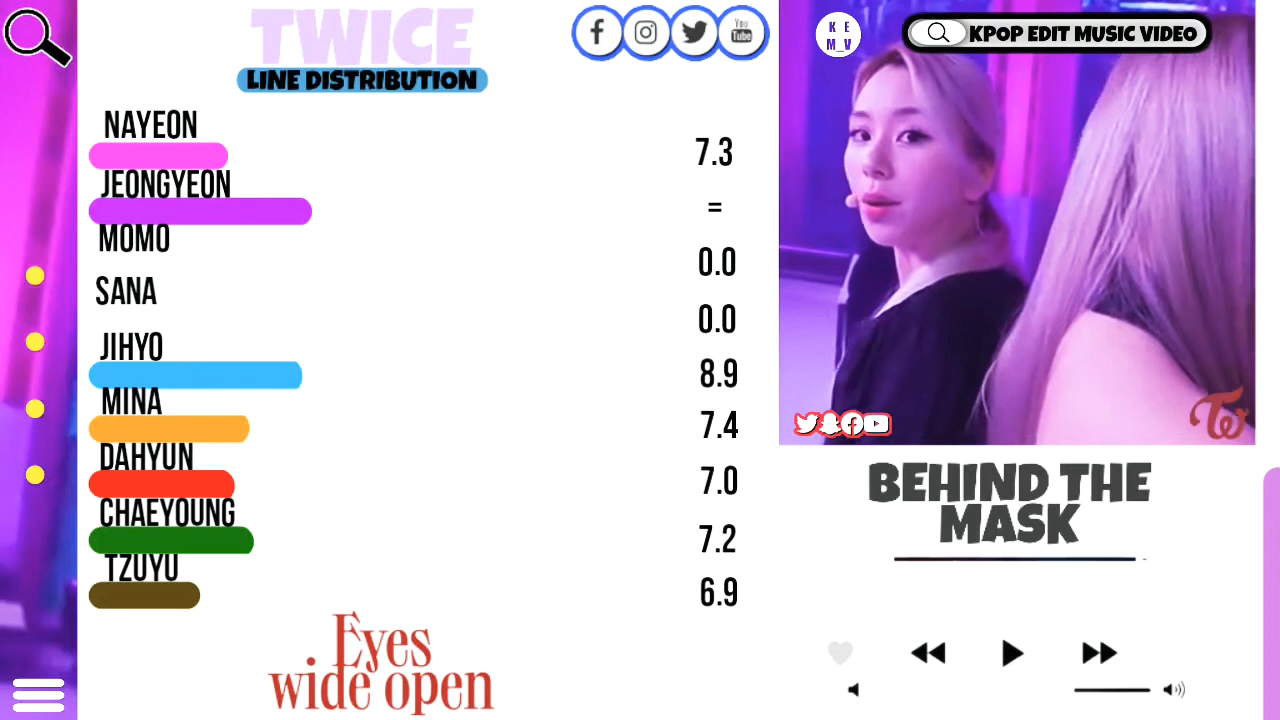 TWICE
LINE DISTRIBUTION
You
Tube
K E
M_V
KPOP EDIT MUSIC VIDEO
NAYEON
7.3
JEONGYEON
=
MOMO
0.0
SANA
0.0
JIHYO
8.9
MINA
7.4
DAHYUN
7.0
CHAEYOUNG
7.2
TZUYU
6.9
Eyes
wide open
BEHIND THE
MASK